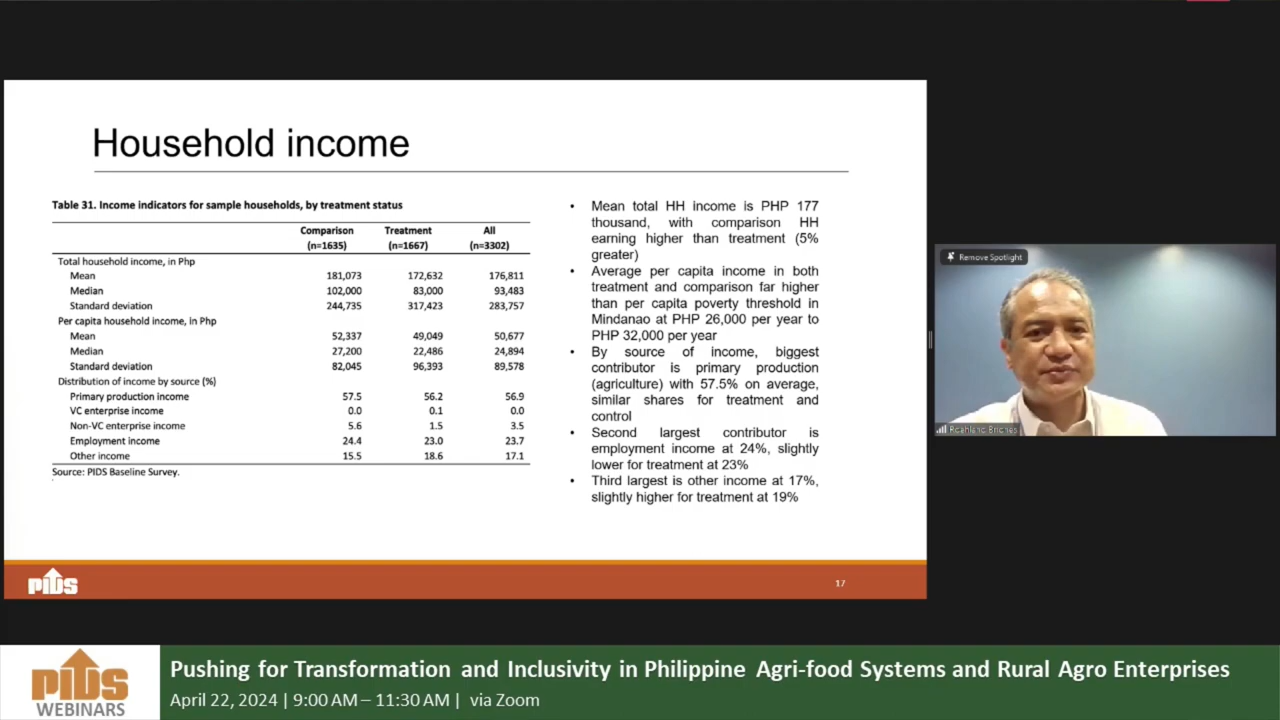 Household income
Table 31. Income indicators for sample households, by treatment status
Comparison Treatment All
(n=1635) (n=1667) (n=3302)
Total household income, in Php
Mean 181,073 172,632 176,811
Median 102,000 83,000 93,483
Standard deviation 244,735 317,423 283,757
Per capita household income, in Php
Mean 52,337 49,049 50,677
Median 27,200 22,486 24,894
Standard deviation 82,045 96,393 89,578
Distribution of income by source (%)
Primary production income 57.5 56.2 56.9
VC enterprise income 0.0 0.1 0.0
Non-VC enterprise income 5.6 1.5 3.5
Employment income 24.4 23.0 23.7
Other income 15.5 18.6 17.1
Source: PIDS Baseline Survey.
• Mean total HH income is PHP 177
thousand, with comparison HH
earning higher than treatment (5%
greater)
• Average per capita income in both
treatment and comparison far higher
than per capita poverty threshold in
Mindanao at PHP 26,000 per year to
PHP 32,000 per year
• By source of income, biggest
contributor is primary production
(agriculture) with 57.5% on average,
similar shares for treatment and
control
• Second largest contributor is
employment income at 24%, slightly
lower for treatment at 23%
• Third largest is other income at 17%,
slightly higher for treatment at 19%
PIDS
17
Remove Spotlight
Roehlano Briones
PIDS
WEBINARS
Pushing for Transformation and Inclusivity in Philippine Agri-food Systems and Rural Agro Enterprises
April 22, 2024 | 9:00 AM – 11:30 AM | via Zoom